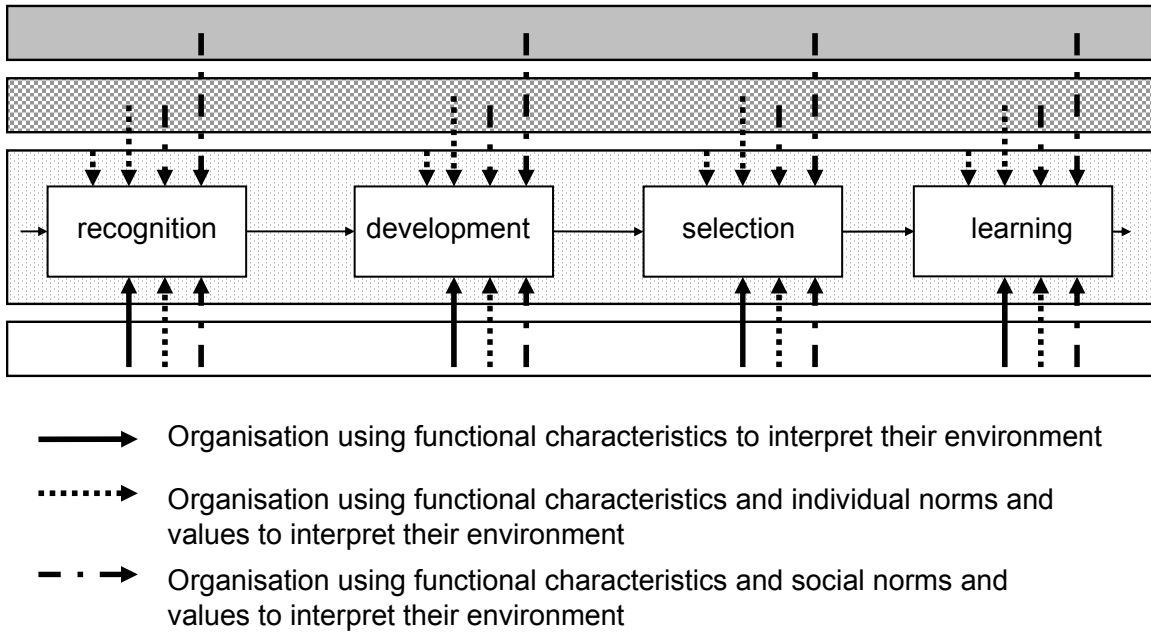 recognition
development
selection
learning
Organisation using functional characteristics to interpret their environment
Organisation using functional characteristics and individual norms and
values to interpret their environment
Organisation using functional characteristics and social norms and
values to interpret their environment